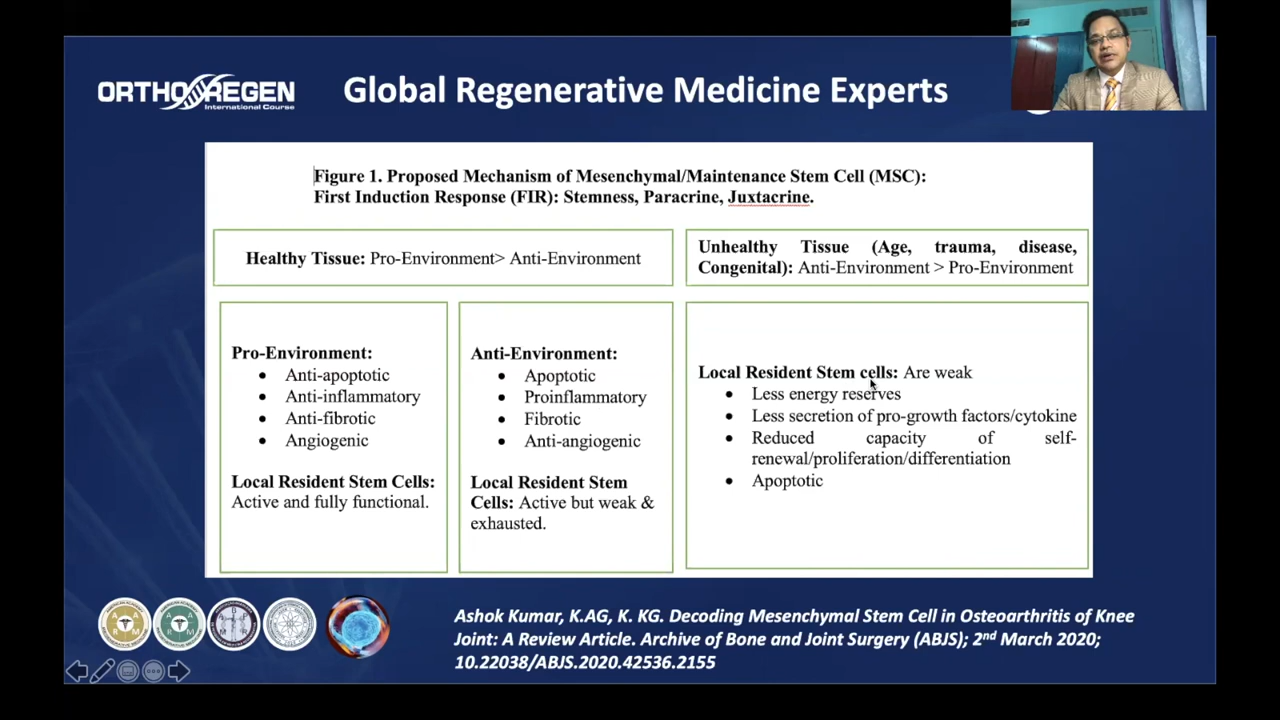 ORTHO REGEN
International Course
Global Regenerative Medicine Experts
Figure 1. Proposed Mechanism of Mesenchymal/Maintenance Stem Cell (MSC):
First Induction Response (FIR): Stemness, Paracrine, Juxtacrine.
Healthy Tissue: Pro-Environment> Anti-Environment
Unhealthy Tissue (Age, trauma, disease,
Congenital): Anti-Environment > Pro-Environment
Pro-Environment:
• Anti-apoptotic
• Anti-inflammatory
• Anti-fibrotic
• Angiogenic
Local Resident Stem Cells:
Active and fully functional.
Anti-Environment:
• Apoptotic
• Proinflammatory
• Fibrotic
• Anti-angiogenic
Local Resident Stem
Cells: Active but weak &
exhausted.
Local Resident Stem cells: Are weak
• Less energy reserves
• Less secretion of pro-growth factors/cytokine
• Reduced capacity of self-
renewal/proliferation/differentiation
• Apoptotic
Ashok Kumar, K.AG, K. KG. Decoding Mesenchymal Stem Cell in Osteoarthritis of Knee
Joint: A Review Article. Archive of Bone and Joint Surgery (ABJS); 2nd March 2020;
10.22038/ABJS.2020.42536.2155